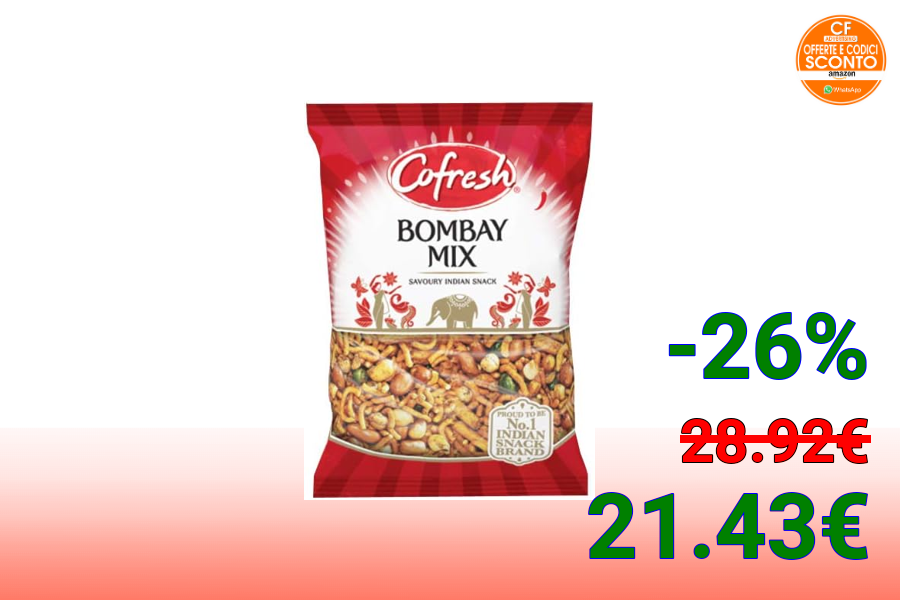 CF
ADVERTISING
OFFERTE E CODICI
SCONTO
amazon
WhatsApp
Cofresh®
BOMBAY
MIX
SAVOURY INDIAN SNACK
PROUD TO BE
No.1
INDIAN
SNACK
BRAND
-26%
28.92€
21.43€